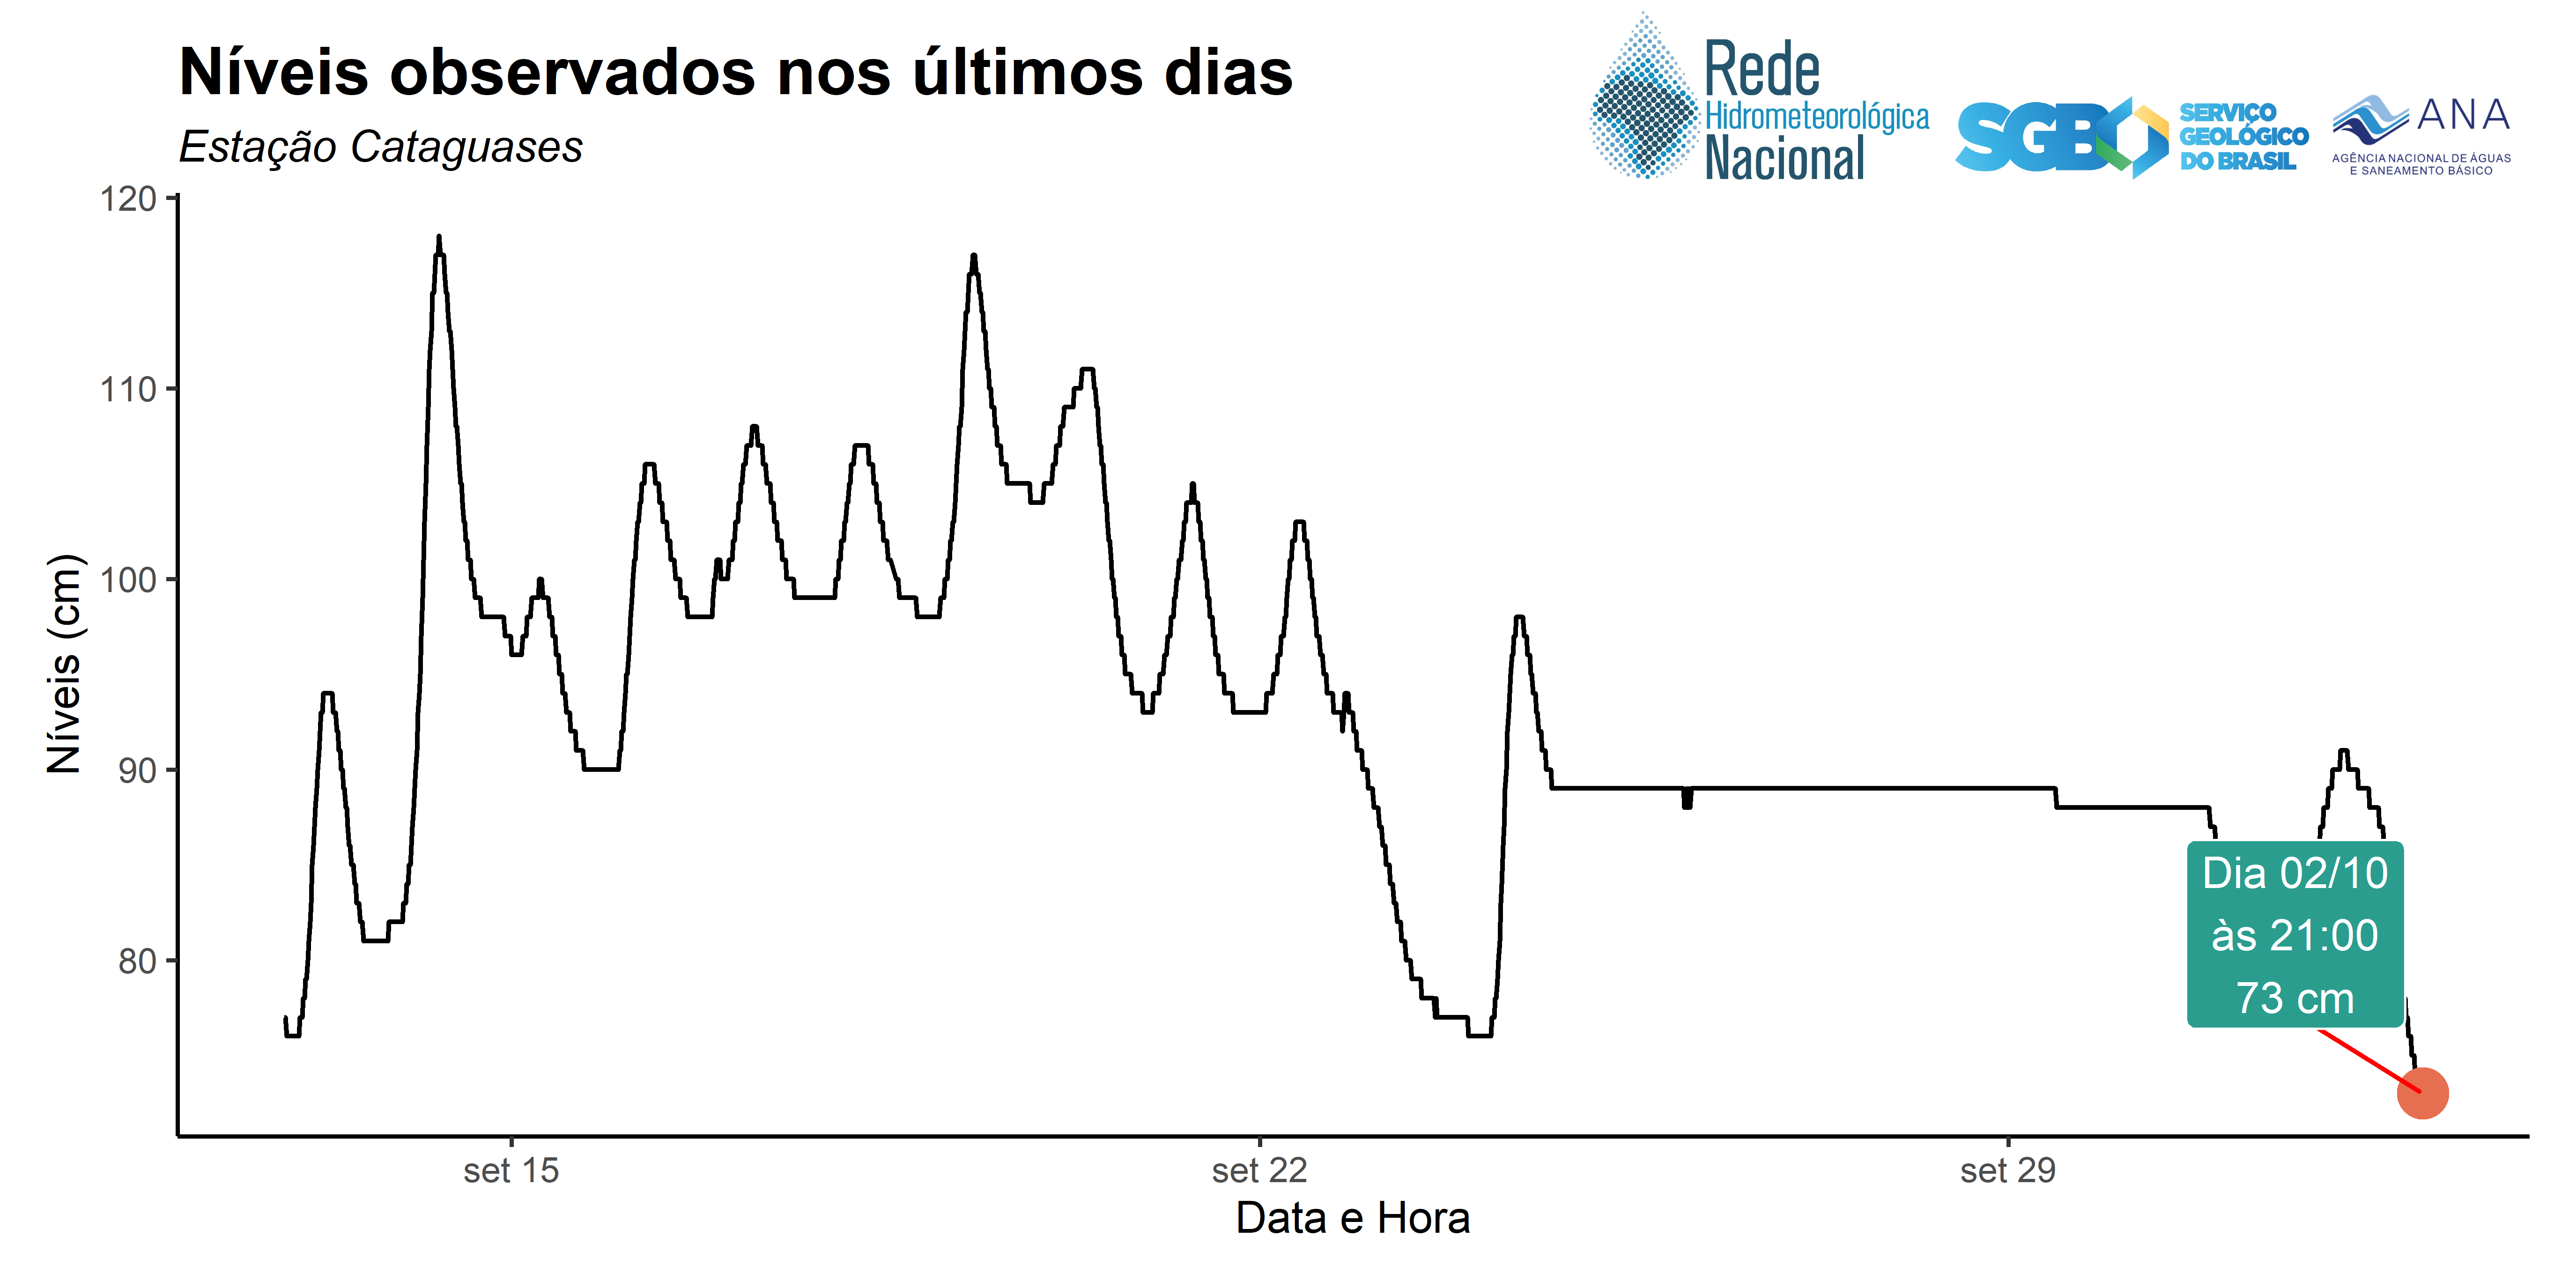 Níveis observados nos últimos dias
Estação Cataguases
Rede
Hidrometeorológica
Nacional
SGB
SERVIÇO
GEOLÓGICO
DO BRASIL
ANA
AGÊNCIA NACIONAL DE ÁGUAS
E SANEAMENTO BÁSICO
Níveis (cm)
120
110
100
90
80
Dia 02/10
às 21:00
73 cm
set 15
set 22
set 29
Data e Hora